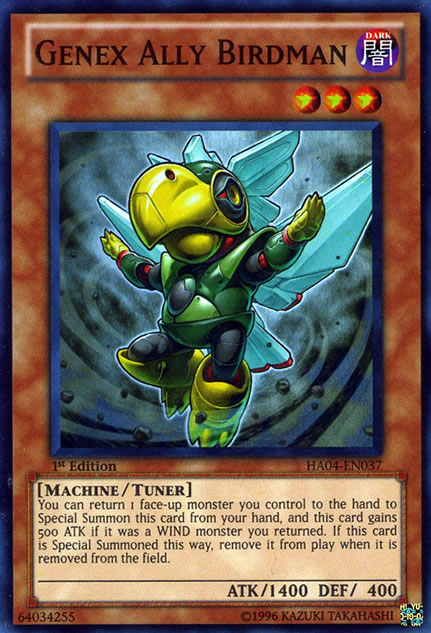 GENEX ALLY BIRDMAN
DARK
闇
1st Edition
HA04-EN037
[MACHINE/TUNER]
You can return 1 face-up monster you control to the hand to
Special Summon this card from your hand, and this card gains
500 ATK if it was a WIND monster you returned. If this card
is Special Summoned this way, remove it from play when it is
removed from the field.
ATK/1400 DEF/ 400
64034255
©1996 KAZUKI TAKAHASHI